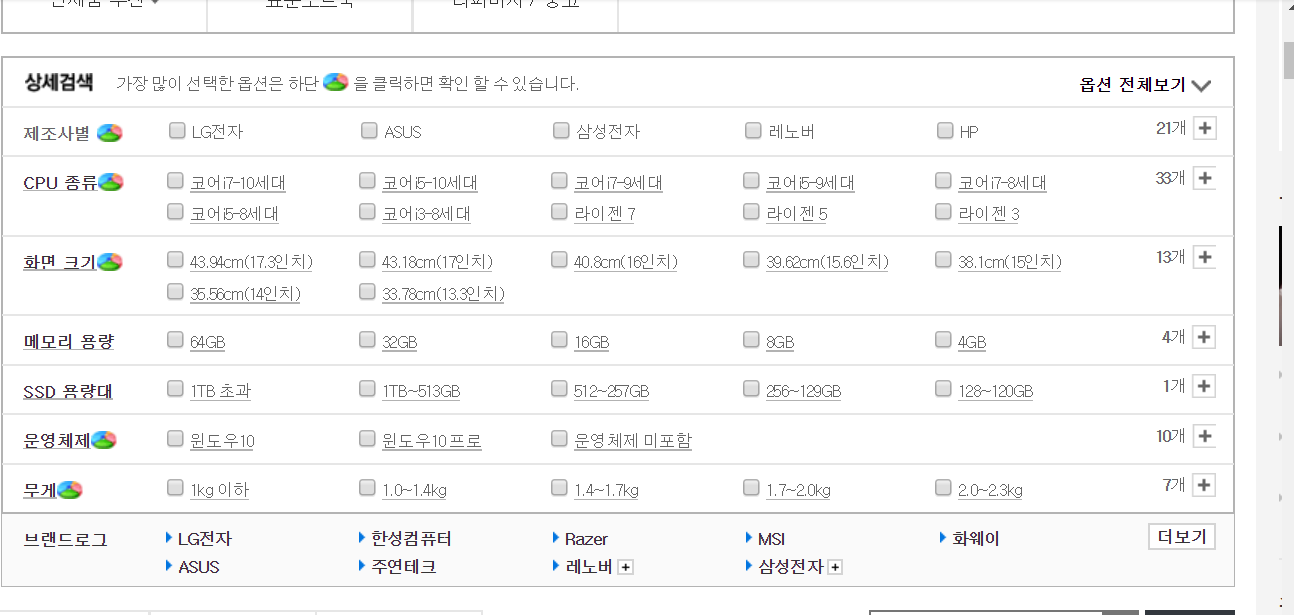 상세검색 가장 많이 선택한 옵션은 하단 을 클릭하면 확인 할 수 있습니다. 옵션 전체보기
제조사별 LG전자 ASUS 삼성전자 레노버 HP 21개
CPU 종류 코어i7-10세대 코어i5-10세대 코어i7-9세대 코어i5-9세대 코어i7-8세대 33개
코어i5-8세대 코어i3-8세대 라이젠 7 라이젠 5 라이젠 3
화면 크기 43.94cm(17.3인치) 43.18cm(17인치) 40.8cm(16인치) 39.62cm(15.6인치) 38.1cm(15인치) 13개
35.56cm(14인치) 33.78cm(13.3인치)
메모리 용량 64GB 32GB 16GB 8GB 4GB 4개
SSD 용량대 1TB 초과 1TB~513GB 512~257GB 256~129GB 128~120GB 1개
운영체제 윈도우10 윈도우10 프로 운영체제 미포함 10개
무게 1kg 이하 1.0~1.4kg 1.4~1.7kg 1.7~2.0kg 2.0~2.3kg 7개
브랜드로그 LG전자 한성컴퓨터 Razer MSI 화웨이 더보기
ASUS 주연테크 레노버 삼성전자